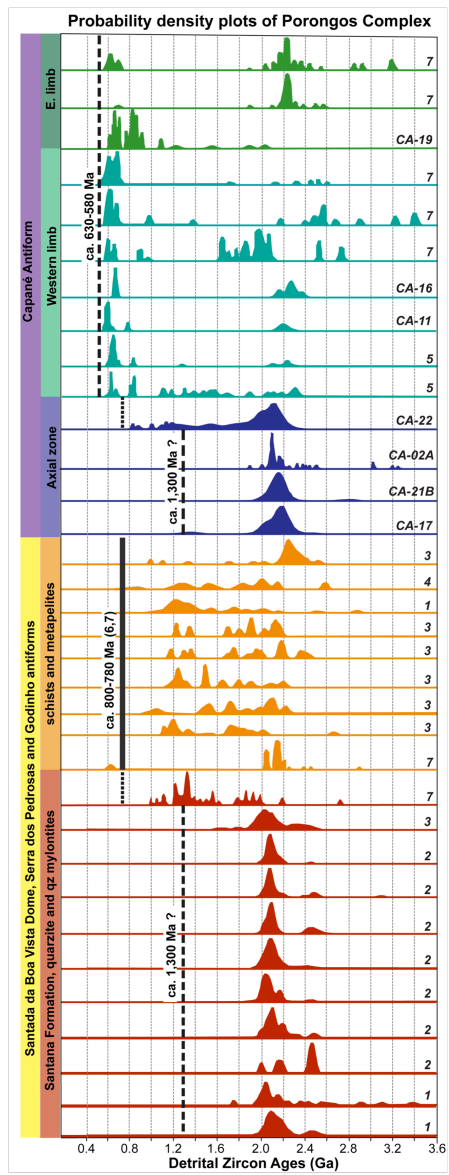 Probability density plots of Porongos Complex
Capané Antiform
E. limb
7
7
CA-19
Western limb
ca. 630-580 Ma
7
7
7
CA-16
CA-11
5
5
Axial zone
ca. 1,300 Ma ?
CA-22
CA-02A
CA-21B
CA-17
Santada da Boa Vista Dome, Serra dos Pedrosas and Godinho antiforms
schists and metapelites
ca. 800-780 Ma (6,7)
3
4
1
3
3
3
3
3
7
Santana Formation, quarzite and qz mylontites
ca. 1,300 Ma ?
7
3
2
2
2
2
2
2
2
1
1
0.4 0.8 1.2 1.6 2.0 2.4 2.8 3.2 3.6
Detrital Zircon Ages (Ga)